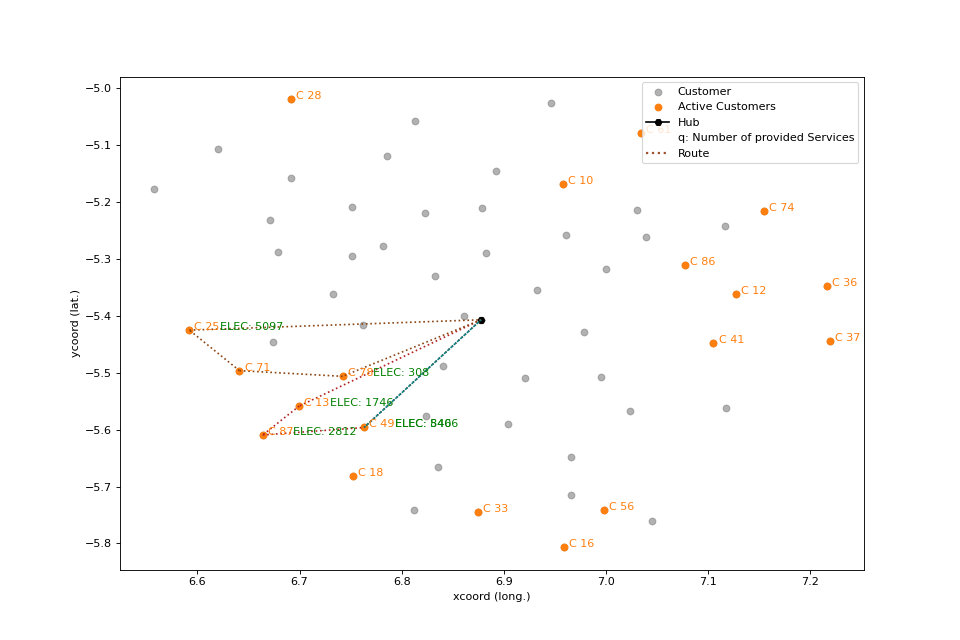 Customer
Active Customers
Hub
q: Number of provided Services
Route
C 28
C 10
C 74
C 86
C 36
C 12
C 37
C 41
C 25 ELEC: 5097
C 71
ELEC: 308
C 13 ELEC: 1746
C 49
C 87 ELEC: 2812
C 18
C 33
C 56
C 16
−5.0
−5.1
−5.2
−5.3
−5.4
−5.5
−5.6
−5.7
−5.8
ycoord (lat.)
6.6 6.7 6.8 6.9 7.0 7.1 7.2
xcoord (long.)